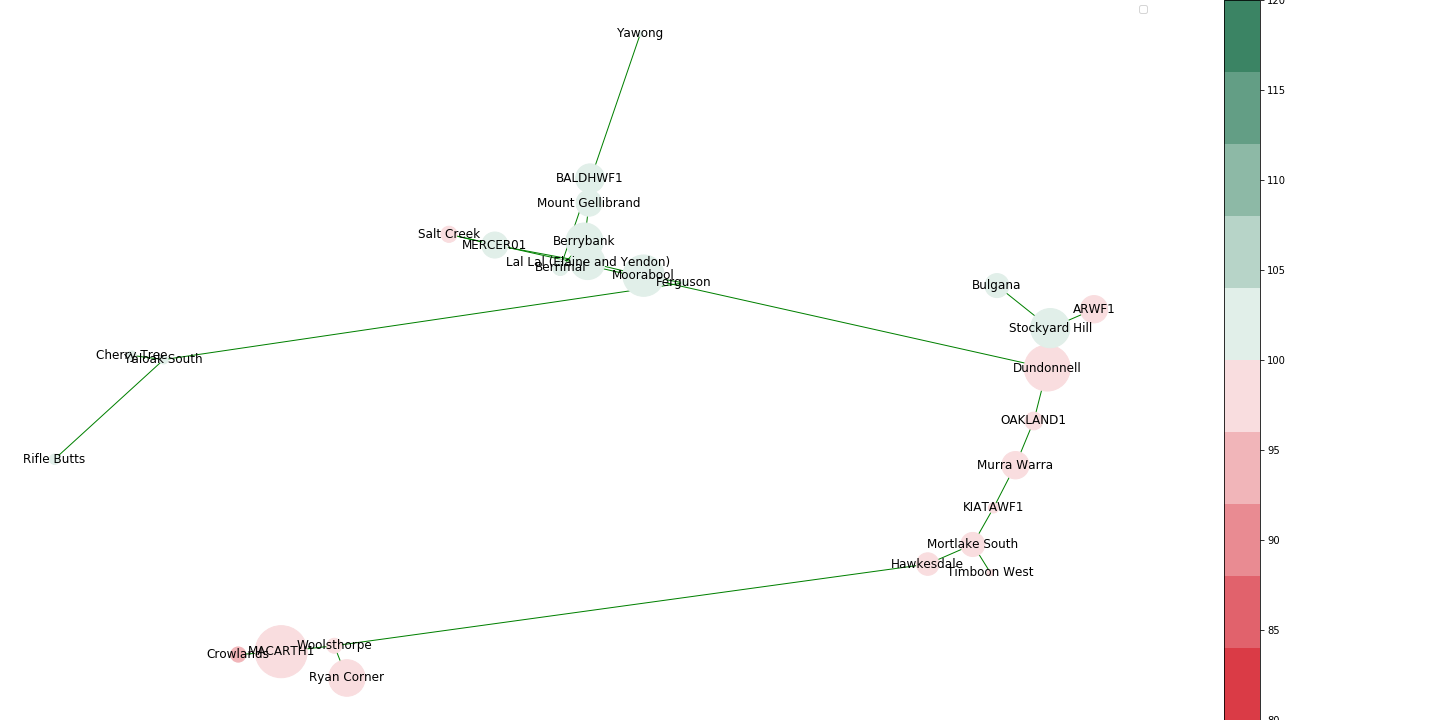 120
Yawong
115
BALDHWF1
110
Mount Gellibrand
Salt Creek
MERCER01
Berrybank
Lal Lal (Elaine and Yendon)
Berrimal
Moorabool
Ferguson
105
Bulgana
ARWF1
Stockyard Hill
Cherry Tree
Yaloak South
100
Dundonnell
OAKLAND1
Rifle Butts
Murra Warra
95
KIATAWF1
Mortlake South
90
Hawkesdale
Timboon West
85
Woolsthorpe
Crowlands
MACARTH1
Ryan Corner
80